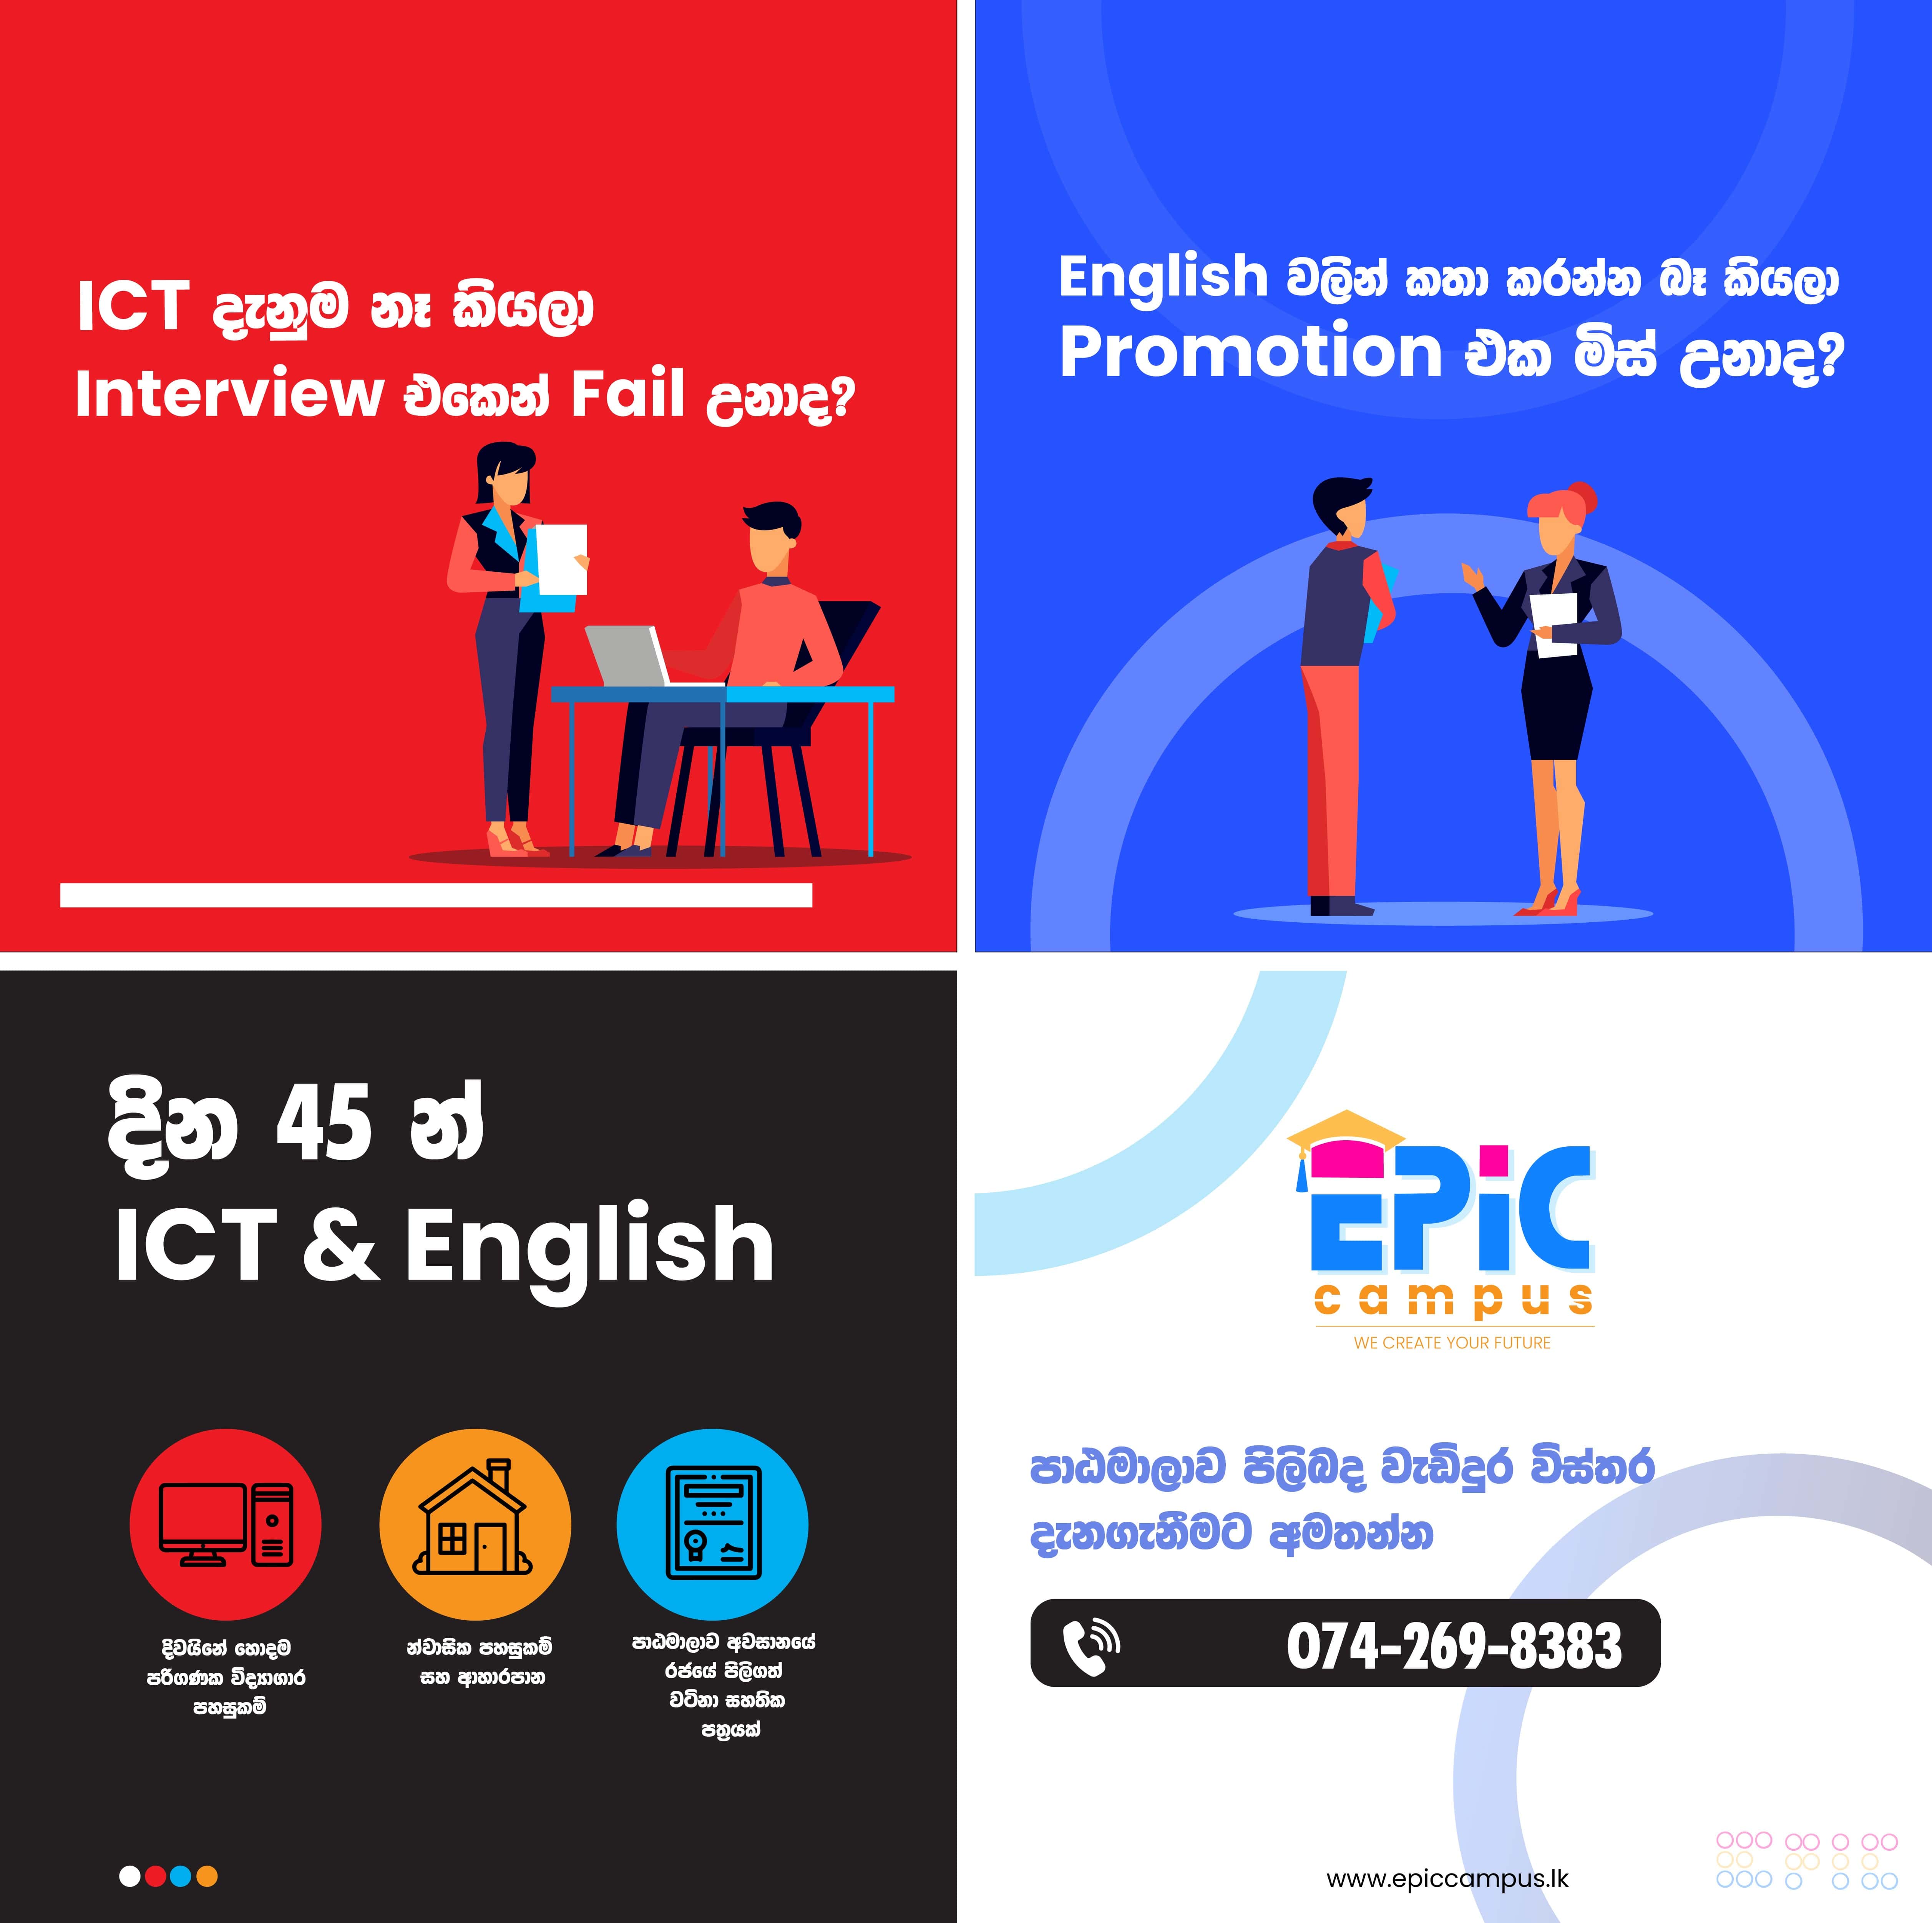 ICT දැනුම නෑ කියලා
Interview එකෙන් Fail උනාද?
English වලින් කතා කරන්න බෑ කියලා
Promotion එක මිස් උනාද?
දින 45 න්
ICT & English
දිවයිනේ හොදම
පරිගණක විද්‍යාගාර
පහසුකම්
න්වාසික පහසුකම්
සහ ආහාරපාන
පාඨමාලාව අවසානයේ
රජයේ පිලිගත්
වටිනා සහතික
පත්‍රයක්
EPiC
campus
WE CREATE YOUR FUTURE
පාඨමාලාව පිලිබද වැඩිදුර විස්තර
දැනගැනීමට අමතන්න
074-269-8383
www.epiccampus.lk